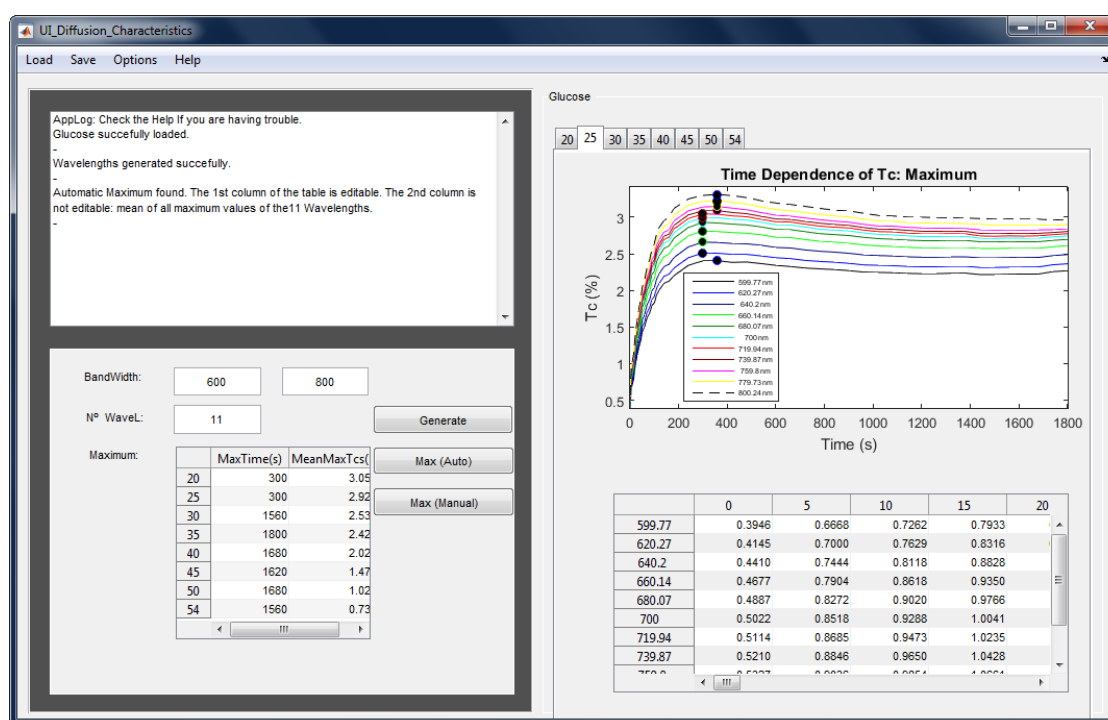 UI_Diffusion_Characteristics
Load Save Options Help
AppLog: Check the Help If you are having trouble.
Glucose succefully loaded.
-
Wavelengths generated succefully.
-
Automatic Maximum found. The 1st column of the table is editable. The 2nd column is
not editable: mean of all maximum values of the11 Wavelengths.
-
BandWidth: 600 800
Nº WaveL: 11 Generate
Maximum:
Max (Auto)
Max (Manual)
MaxTime(s) MeanMaxTcs(
20 300 3.05
25 300 2.92
30 1560 2.53
35 1800 2.42
40 1680 2.02
45 1620 1.47
50 1680 1.02
54 1560 0.73
Glucose
20 25 30 35 40 45 50 54
Time Dependence of Tc: Maximum
Tc (%)
3
2.5
2
1.5
1
0.5
599.77nm
620.27nm
640.2nm
660.14nm
680.07nm
700nm
719.94nm
739.87nm
759.8nm
779.73nm
800.24nm
0 200 400 600 800 1000 1200 1400 1600 1800
Time (s)
0 5 10 15 20
599.77 0.3946 0.6668 0.7262 0.7933
620.27 0.4145 0.7000 0.7629 0.8316
640.2 0.4410 0.7444 0.8118 0.8828
660.14 0.4677 0.7904 0.8618 0.9350
680.07 0.4887 0.8272 0.9020 0.9766
700 0.5022 0.8518 0.9288 1.0041
719.94 0.5114 0.8685 0.9473 1.0235
739.87 0.5210 0.8846 0.9650 1.0428